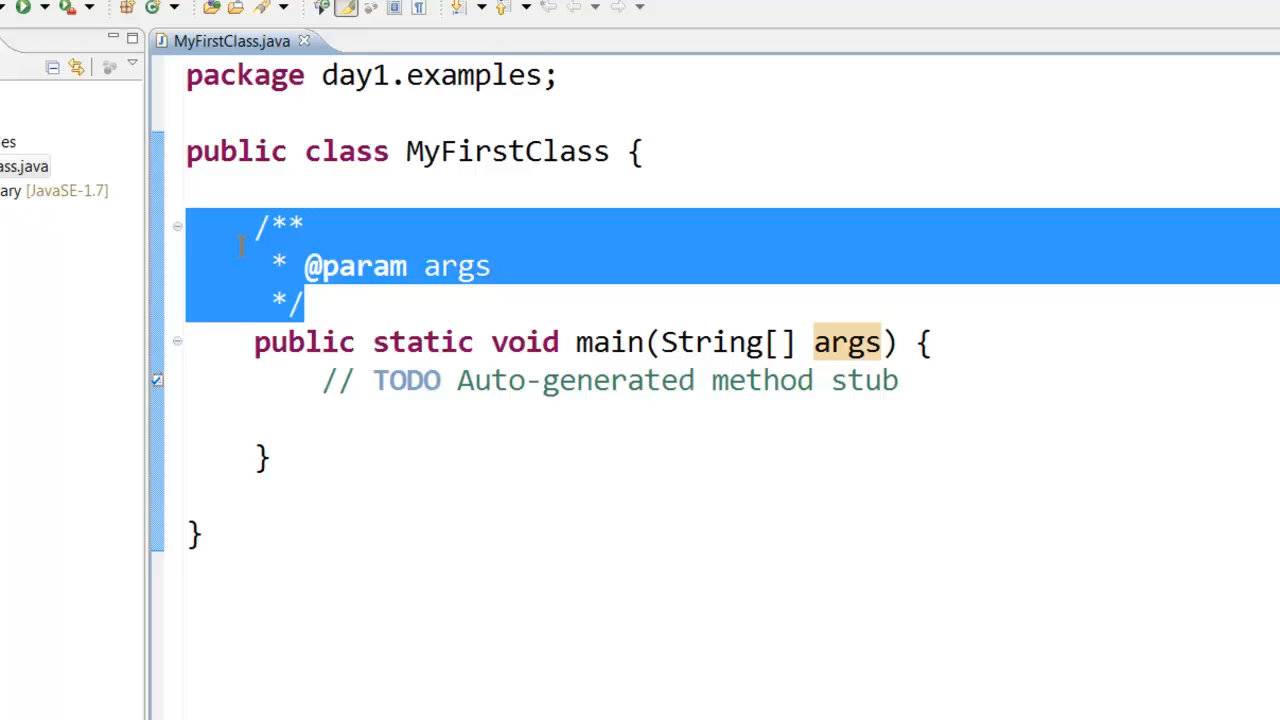 MyFirstClass.java
package day1.examples;
es
public class MyFirstClass {
ass.java
ary [JavaSE-1.7]
/**
* @param args
*/
public static void main(String[] args) {
// TODO Auto-generated method stub
}
}